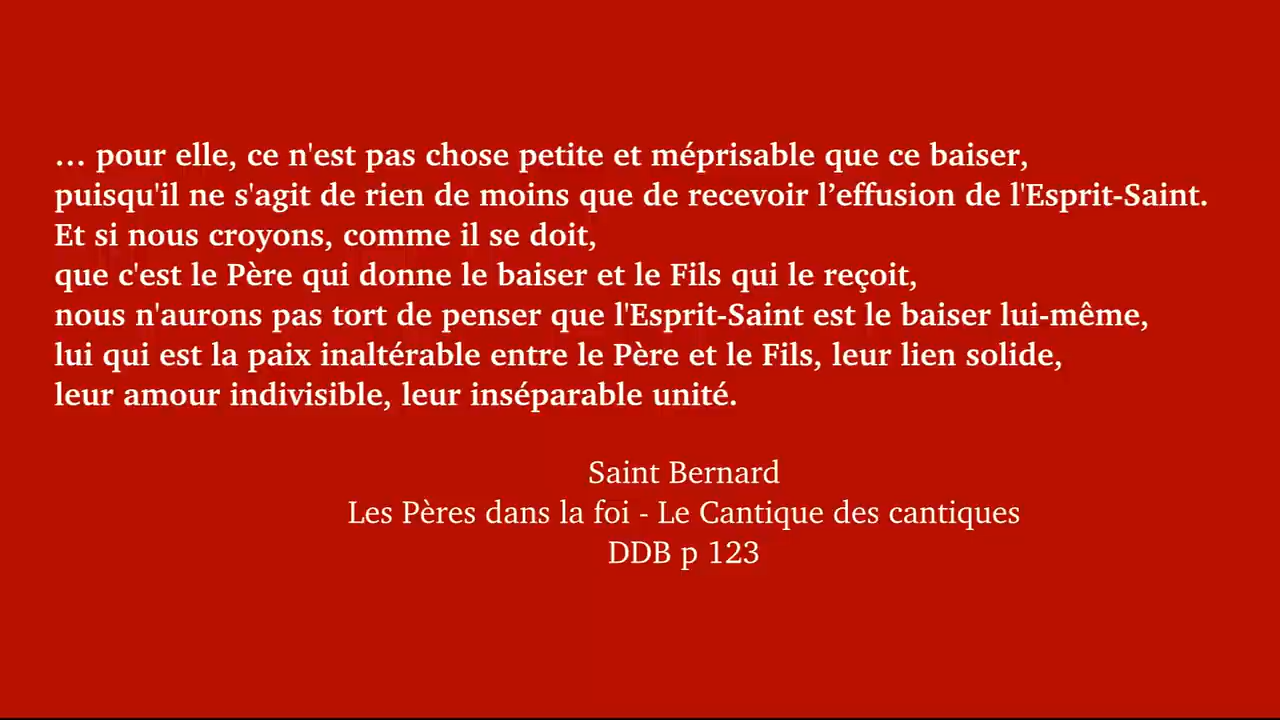 … pour elle, ce n'est pas chose petite et méprisable que ce baiser,
puisqu'il ne s'agit de rien de moins que de recevoir l’effusion de l'Esprit-Saint.
Et si nous croyons, comme il se doit,
que c'est le Père qui donne le baiser et le Fils qui le reçoit,
nous n'aurons pas tort de penser que l'Esprit-Saint est le baiser lui-même,
lui qui est la paix inaltérable entre le Père et le Fils, leur lien solide,
leur amour indivisible, leur inséparable unité.
Saint Bernard
Les Pères dans la foi - Le Cantique des cantiques
DDB p 123